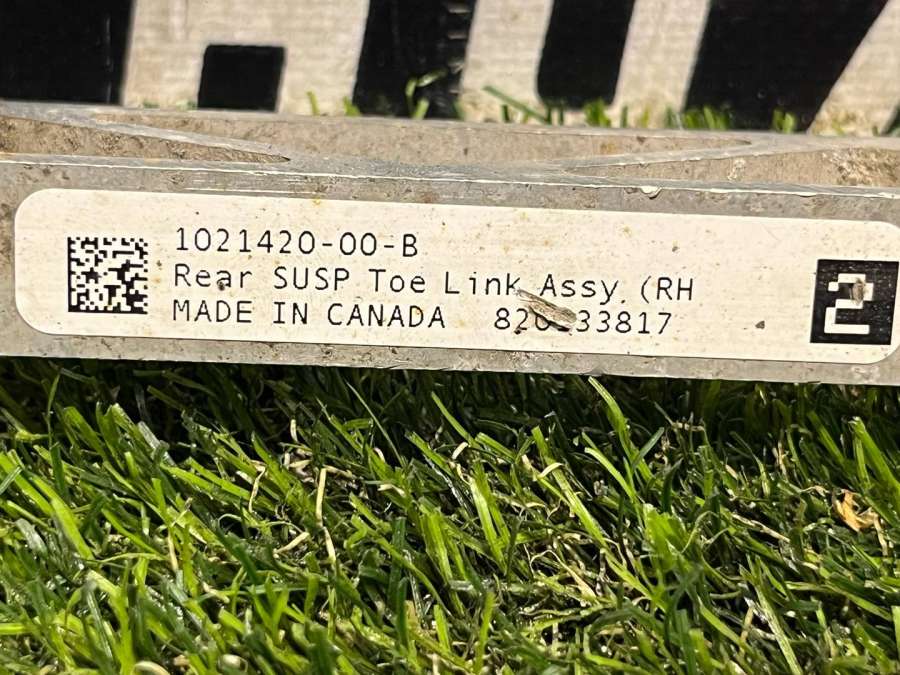 1021420-00-B
Rear SUSP Toe Link Assy, (RH
MADE IN CANADA
2